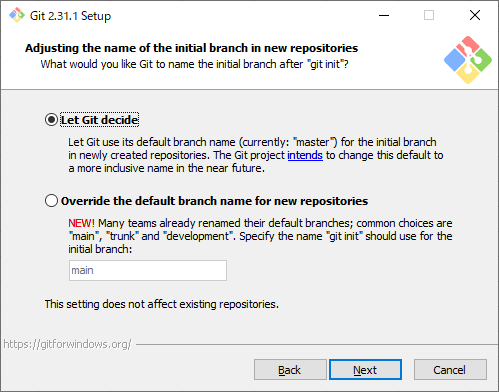 Git 2.31.1 Setup
Adjusting the name of the initial branch in new repositories
What would you like Git to name the initial branch after "git init"?
Let Git decide
Let Git use its default branch name (currently: "master") for the initial branch
in newly created repositories. The Git project intends to change this default to
a more inclusive name in the near future.
Override the default branch name for new repositories
NEW! Many teams already renamed their default branches; common choices are
"main", "trunk" and "development". Specify the name "git init" should use for the
initial branch:
main
This setting does not affect existing repositories.
https://gitforwindows.org/
Back
Next
Cancel